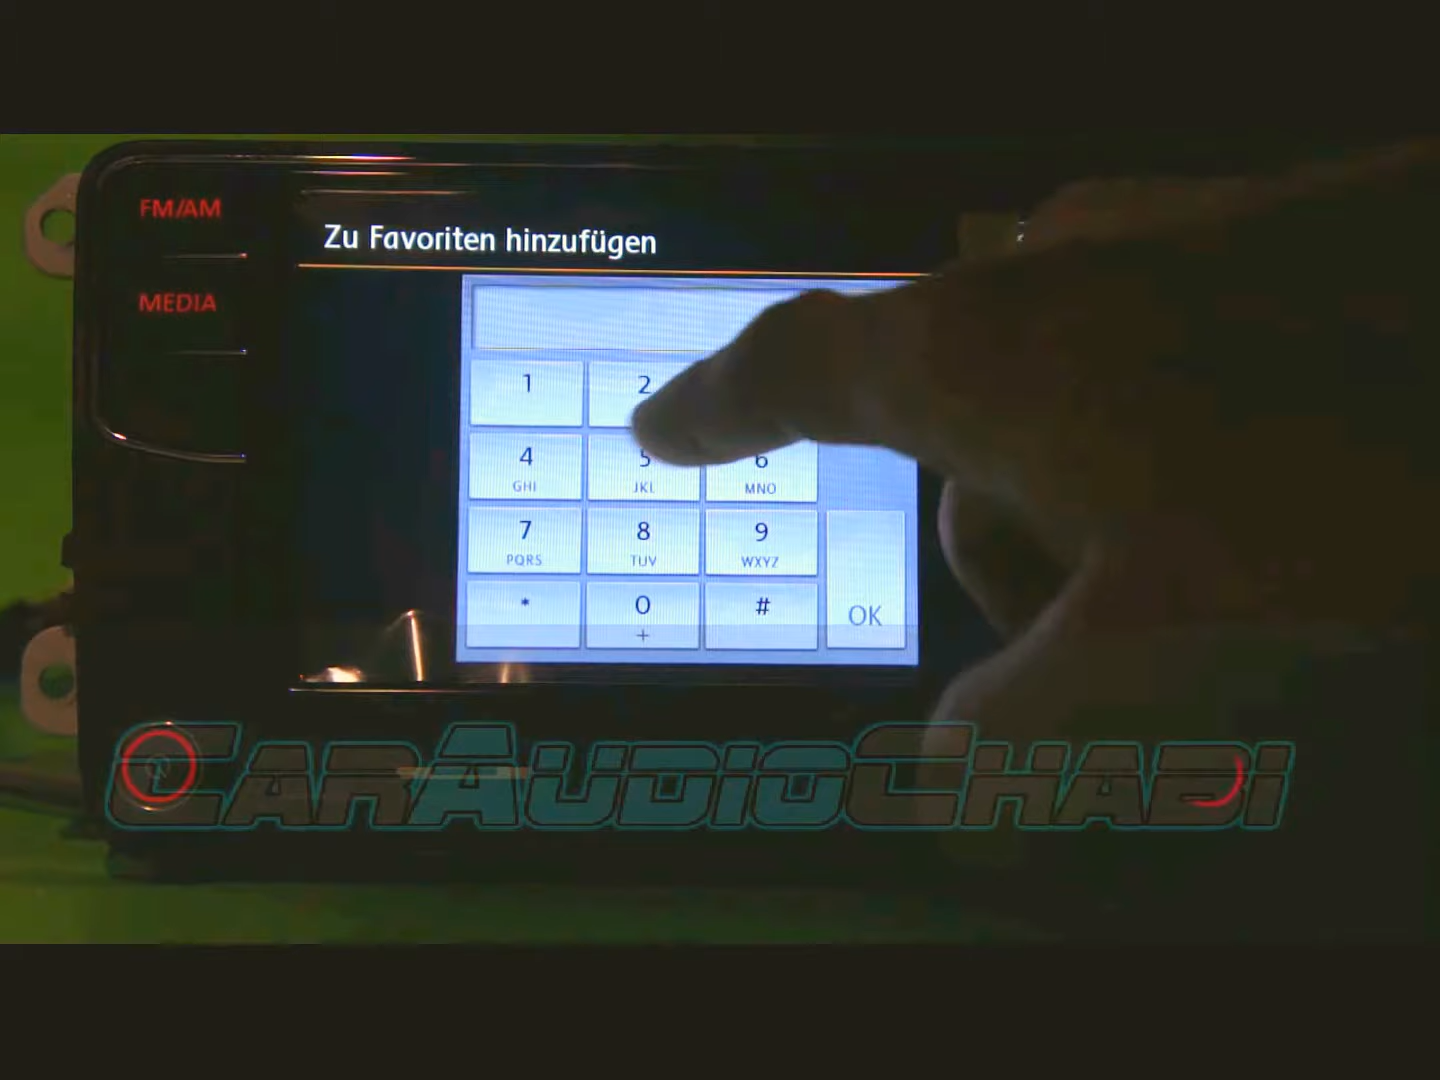 FM/AM
Zu Favoriten hinzufügen
MEDIA
1
2
4
GHI
5
JKL
6
MNO
7
PQRS
8
TUV
9
WXYZ
*
0
+
#
OK
CARAUDIOCHABI